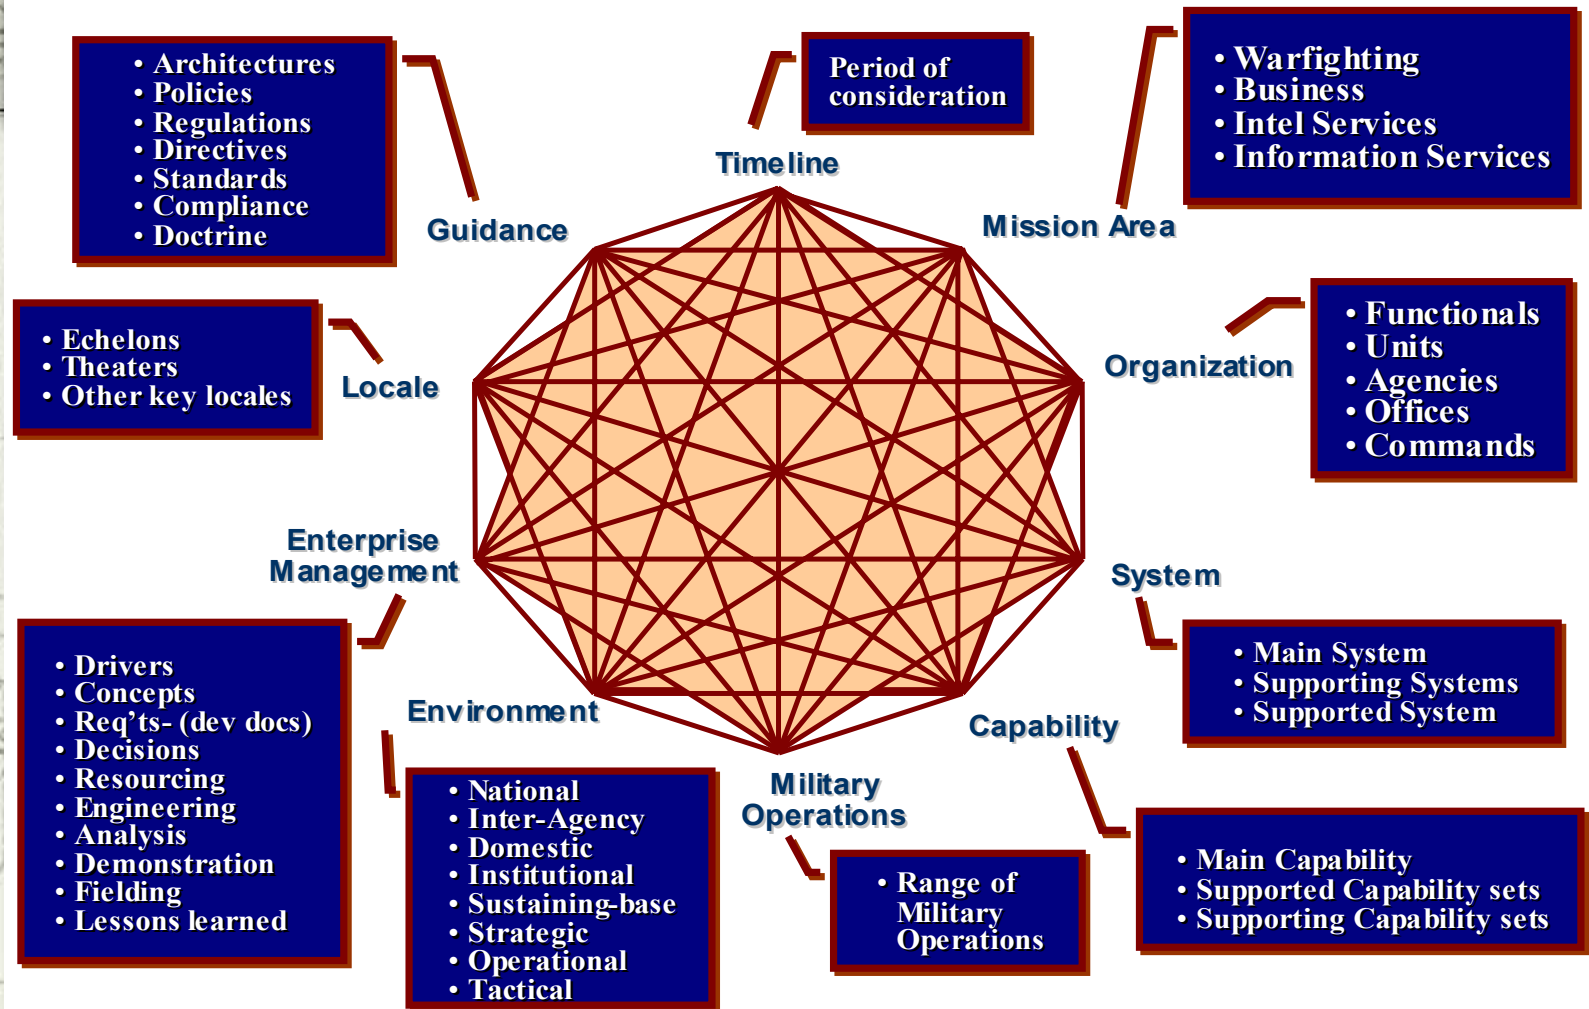 • Architectures
• Policies
• Regulations
• Directives
• Standards
• Compliance
• Doctrine
Guidance
Period of
consideration
Timeline
• Warfighting
• Business
• Intel Services
• Information Services
Mission Area
• Echelons
• Theaters
• Other key locales
Locale
Organization
• Functionals
• Units
• Agencies
• Offices
• Commands
Enterprise
Management
• Drivers
• Concepts
• Req’ts- (dev docs)
• Decisions
• Resourcing
• Engineering
• Analysis
• Demonstration
• Fielding
• Lessons learned
Environment
• National
• Inter-Agency
• Domestic
• Institutional
• Sustaining-base
• Strategic
• Operational
• Tactical
Military
Operations
• Range of
Military
Operations
System
• Main System
• Supporting Systems
• Supported System
Capability
• Main Capability
• Supported Capability sets
• Supporting Capability sets